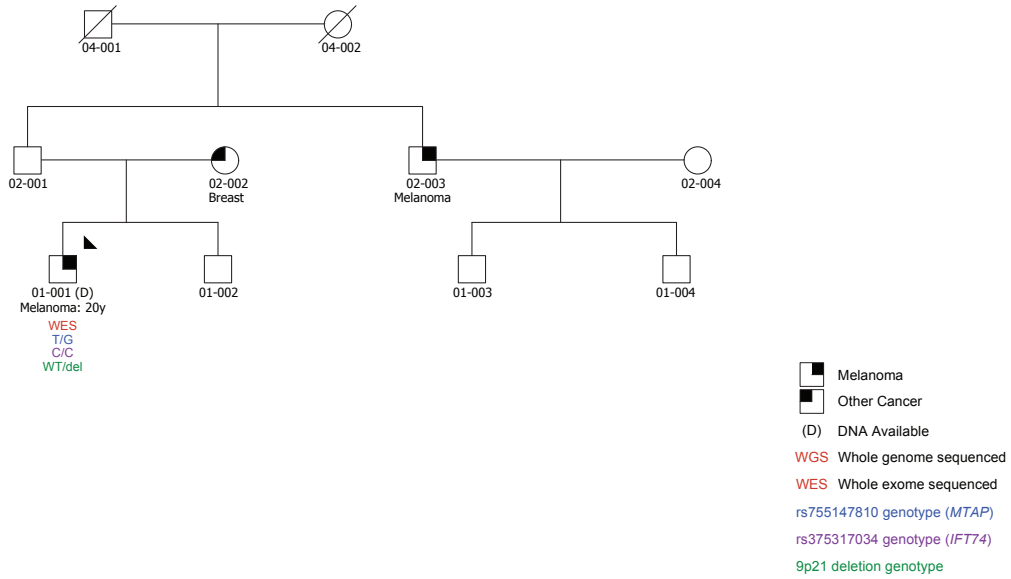 04-001
04-002
02-001
02-002
Breast
02-003
Melanoma
02-004
01-001 (D)
Melanoma: 20y
WES
T/G
C/C
WT/del
01-002
01-003
01-004
Melanoma
Other Cancer
(D) DNA Available
WGS Whole genome sequenced
WES Whole exome sequenced
rs755147810 genotype (MTAP)
rs375317034 genotype (IFT74)
9p21 deletion genotype